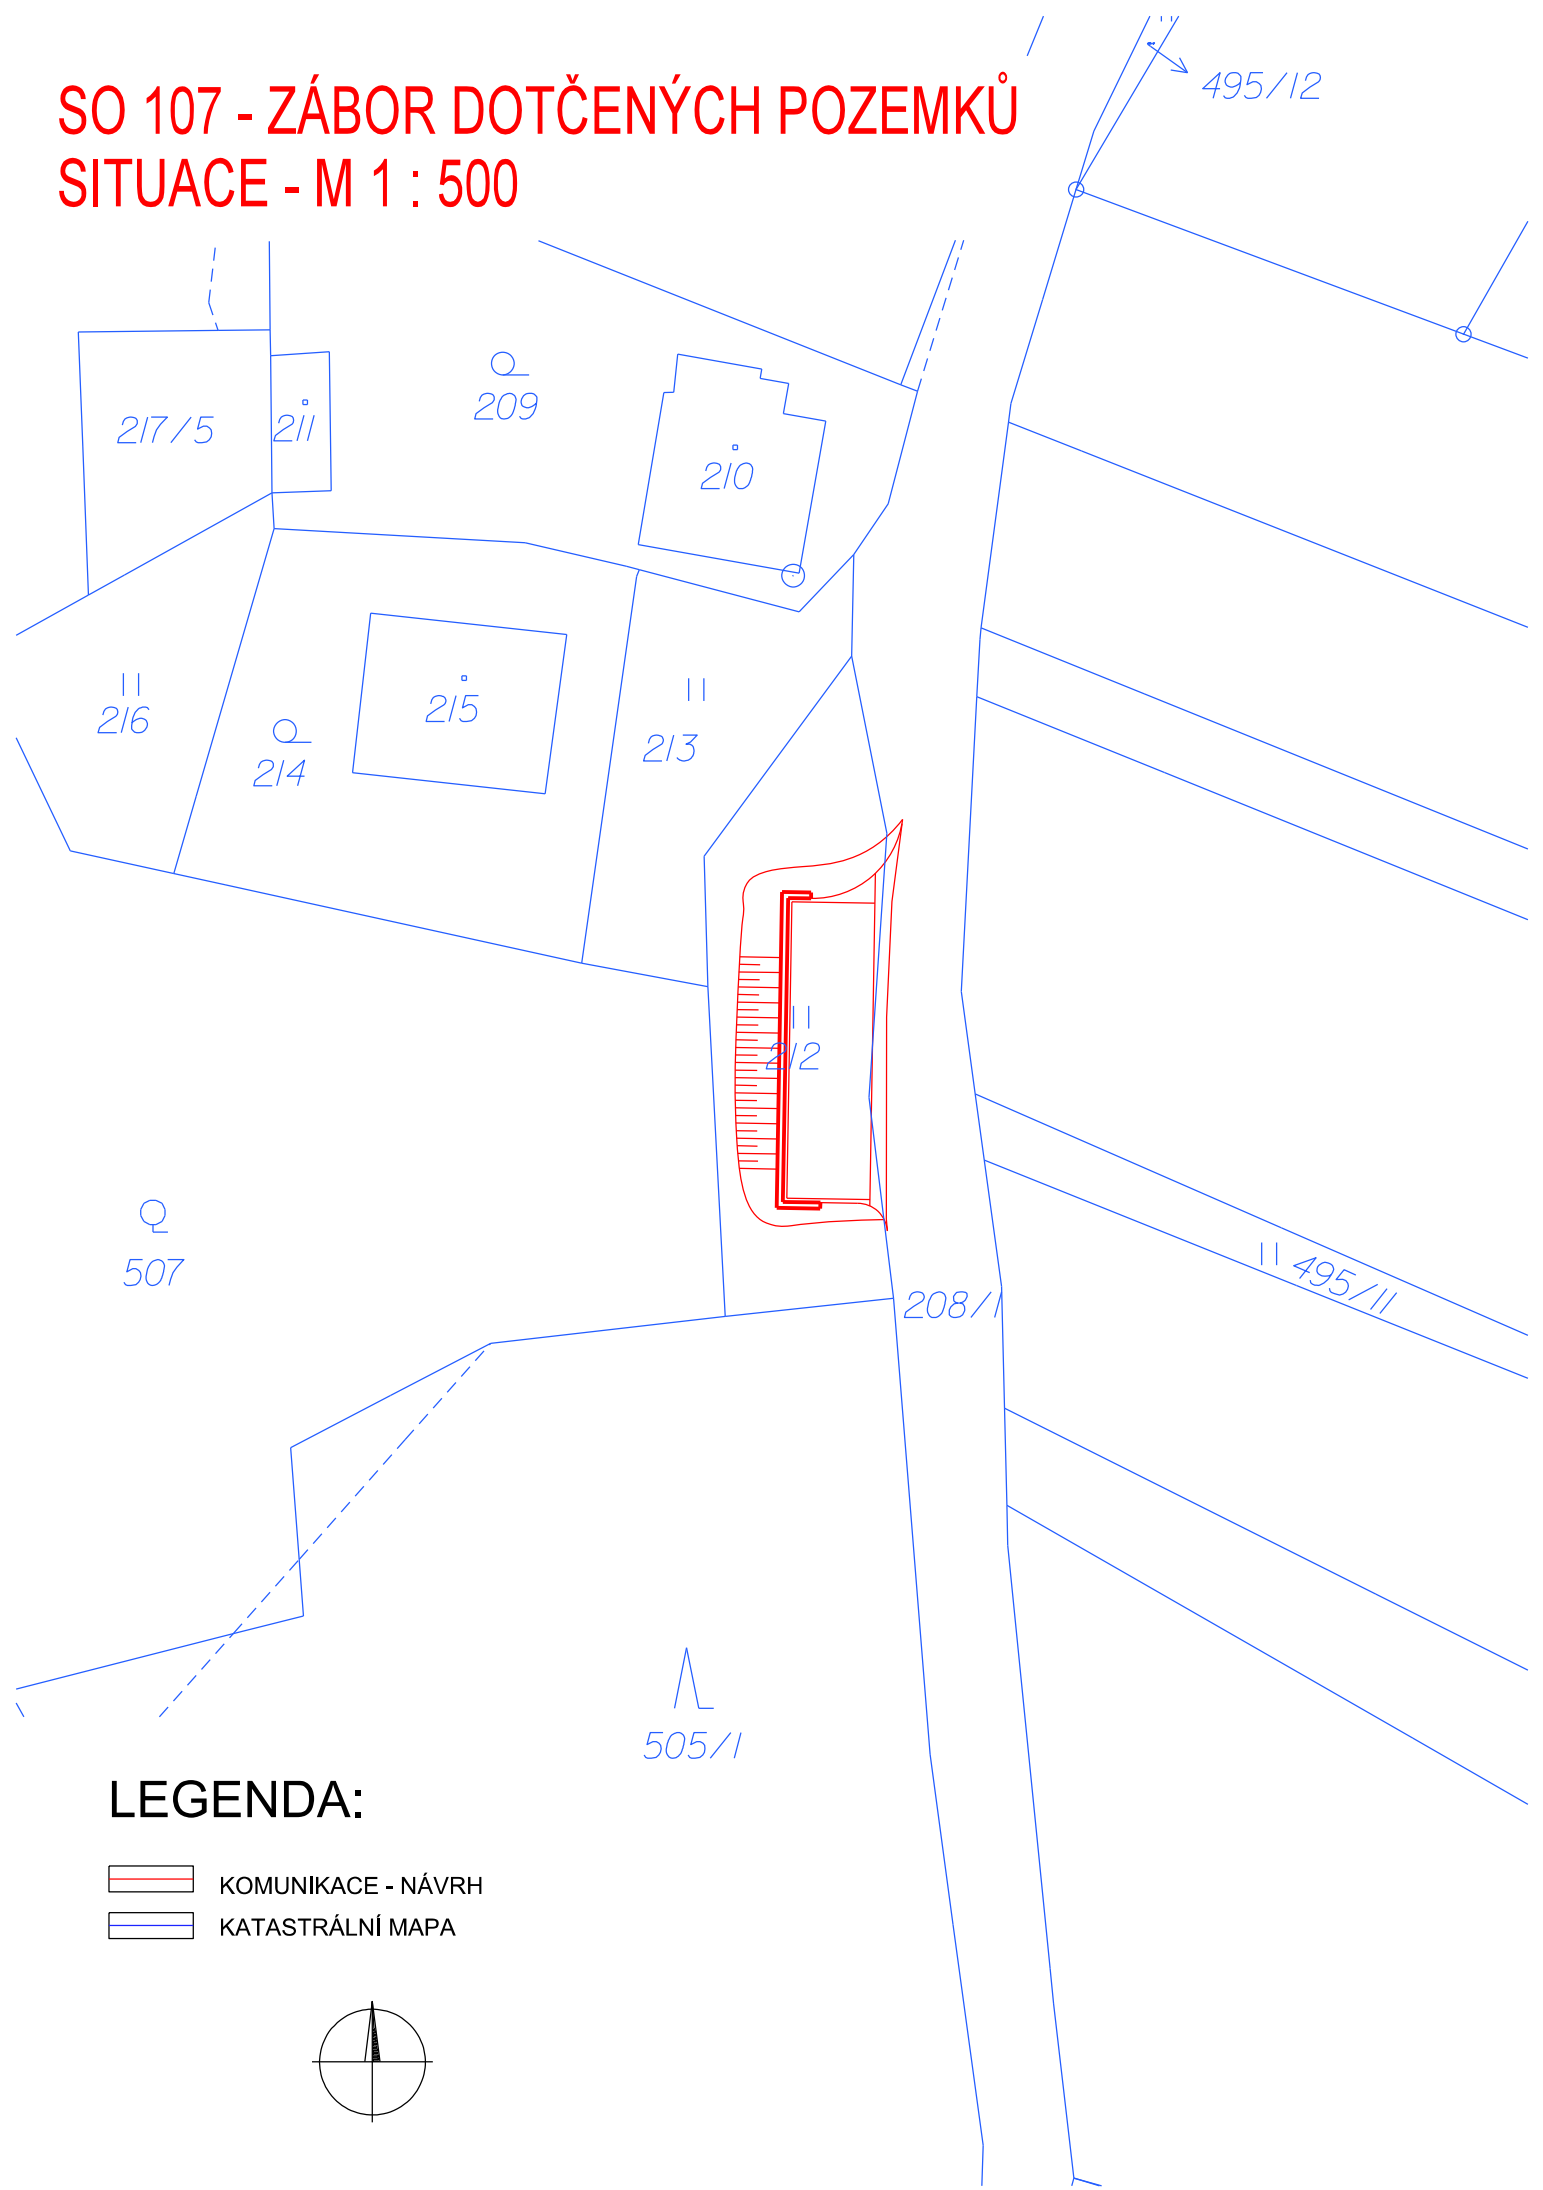 SO 107 - ZÁBOR DOTČENÝCH POZEMKŮ
SITUACE - M 1 : 500
495/12
209
217/5
211
210
216
215
213
214
212
507
495/11
208/1
505/1
LEGENDA:
KOMUNIKACE - NÁVRH
KATASTRÁLNÍ MAPA